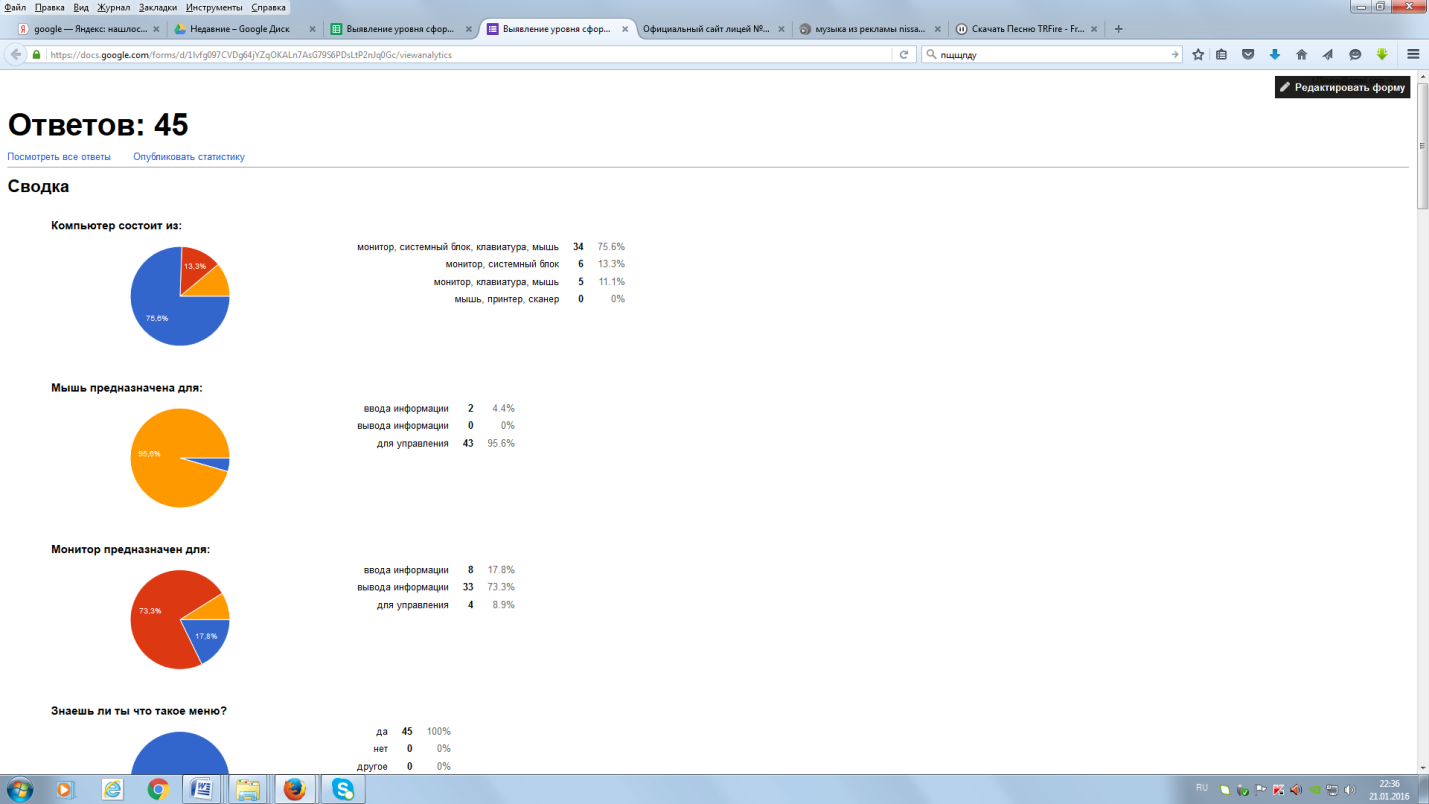 Файл Правка Вид Журнал Закладки Инструменты Справка
google — Яндекс: нашлос... Недавние – Google Диск Выявление уровня сфор... Выявление уровня сфор... Официальный сайт лицей №... музыка из рекламы nissa... Скачать Песню TRFire - Fr...
https://docs.google.com/forms/d/1Ivfg097CVDg64jYZqOKALn7AsG79S6PDsLtP2nJq0Gc/viewanalytics пщщпду
Редактировать форму
Ответов: 45
Посмотреть все ответы Опубликовать статистику
Сводка
Компьютер состоит из:
13,3%
75,6%
монитор, системный блок, клавиатура, мышь 34 75.6%
монитор, системный блок 6 13.3%
монитор, клавиатура, мышь 5 11.1%
мышь, принтер, сканер 0 0%
Мышь предназначена для:
95,6%
ввода информации 2 4.4%
вывода информации 0 0%
для управления 43 95.6%
Монитор предназначен для:
73,3%
17,8%
ввода информации 8 17.8%
вывода информации 33 73.3%
для управления 4 8.9%
Знаешь ли ты что такое меню?
да 45 100%
нет 0 0%
другое 0 0%
RU 22:36
21.01.2016